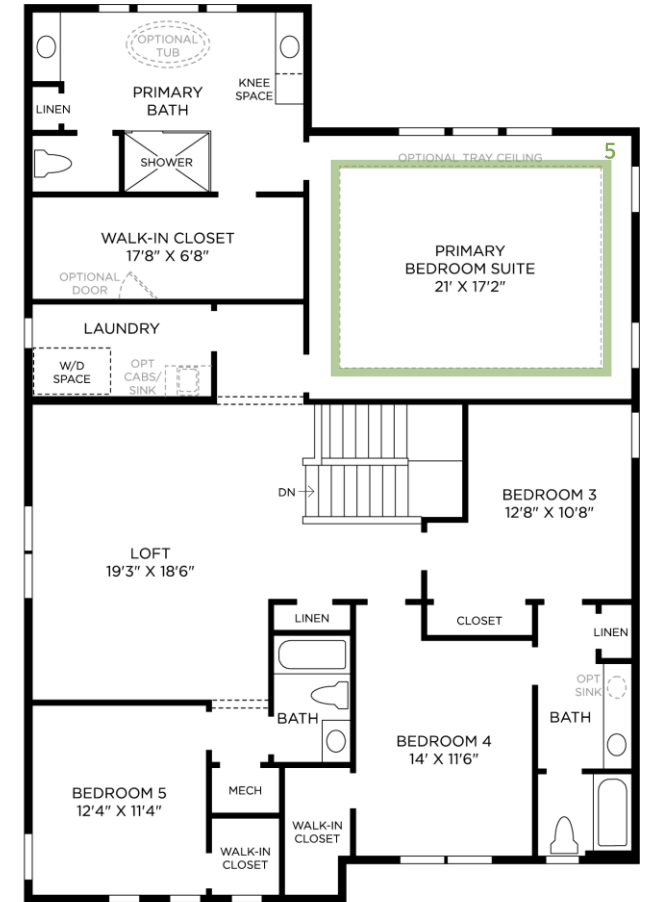 OPTIONAL
TUB
KNEE
SPACE
PRIMARY
BATH
LINEN
SHOWER
OPTIONAL TRAY CEILING
5
WALK-IN CLOSET
17'8" X 6'8"
OPTIONAL
DOOR
PRIMARY
BEDROOM SUITE
21' X 17'2"
LAUNDRY
W/D
SPACE
OPT
CABS/
SINK
DN
BEDROOM 3
12'8" X 10'8"
LOFT
19'3" X 18'6"
LINEN
CLOSET
LINEN
OPT
SINK
BATH
BATH
BEDROOM 4
14' X 11'6"
BEDROOM 5
12'4" X 11'4"
MECH
WALK-IN
CLOSET
WALK-IN
CLOSET